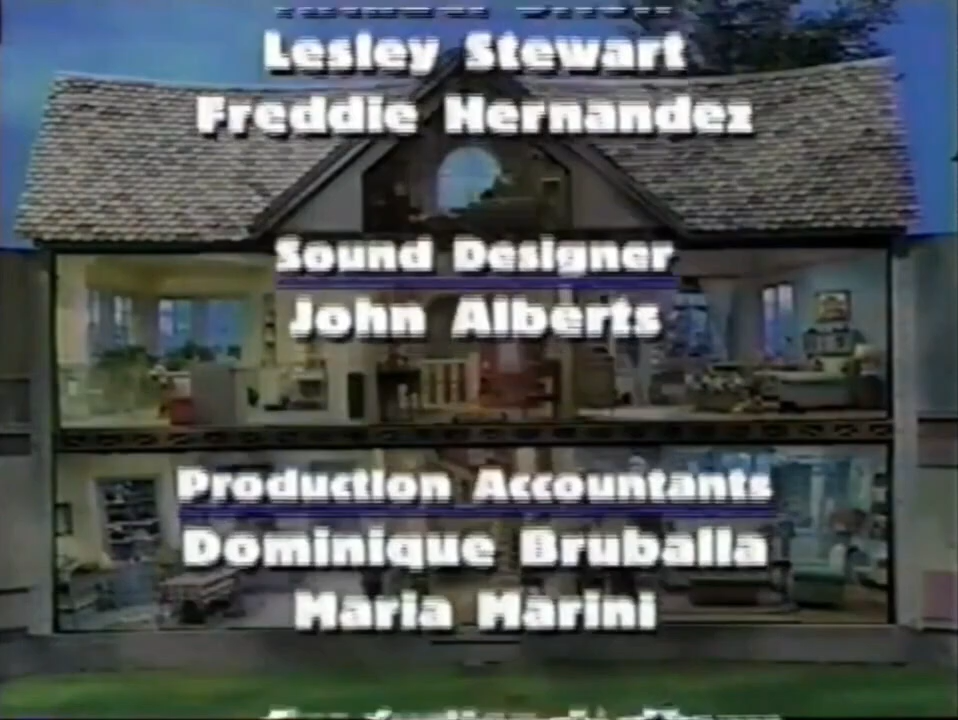 Lesley Stewart
Freddie Hernandez
Sound Designer
John Alberts
Production Accountants
Dominique Bruballa
Maria Marini